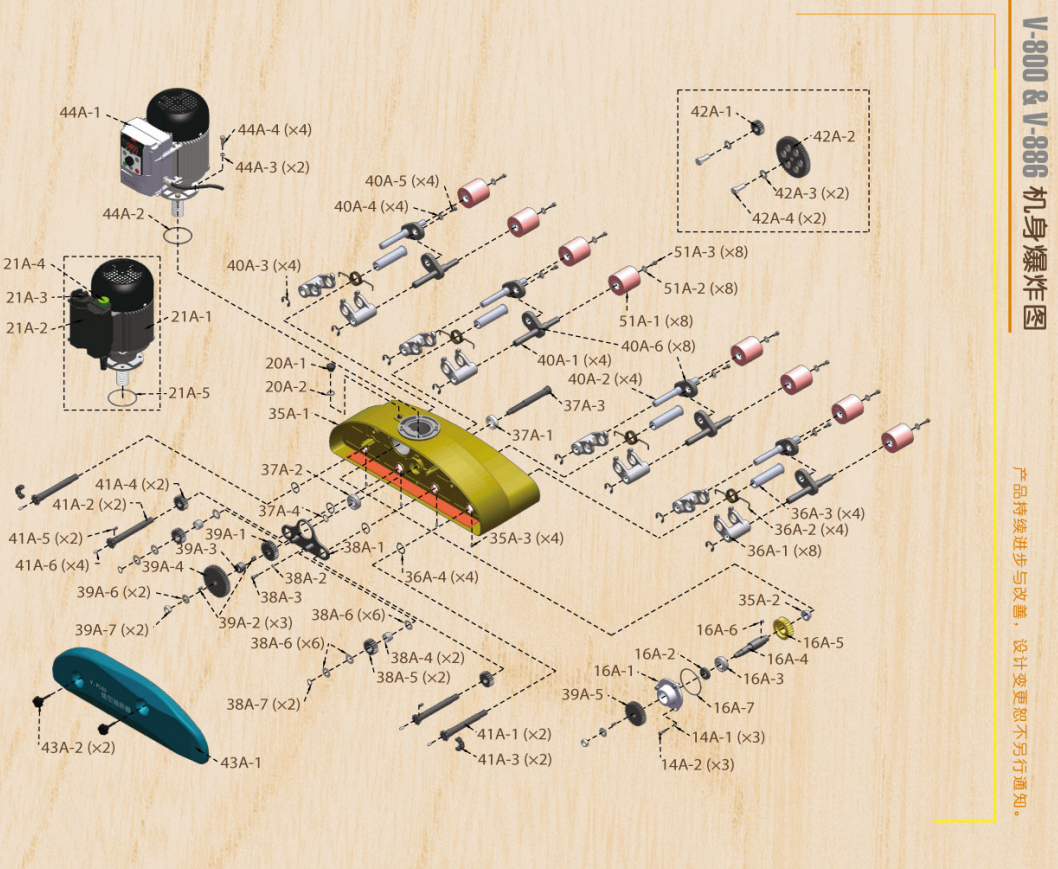 V-800 & V-886 机身爆炸图
产品持续进步与改善，设计变更恕不另行通知。
44A-1
44A-4 (×4)
44A-3 (×2)
44A-2
21A-4
21A-3
21A-2
21A-1
21A-5
40A-5 (×4)
40A-4 (×4)
40A-3 (×4)
42A-1
42A-2
42A-3 (×2)
42A-4 (×2)
51A-3 (×8)
51A-2 (×8)
51A-1 (×8)
40A-6 (×8)
40A-1 (×4)
40A-2 (×4)
20A-1
20A-2
35A-1
37A-3
37A-1
37A-2
37A-4
41A-4 (×2)
41A-2 (×2)
41A-5 (×2)
41A-6 (×4)
39A-1
39A-3
39A-4
39A-6 (×2)
39A-7 (×2)
39A-2 (×3)
38A-1
38A-2
38A-3
35A-3 (×4)
36A-4 (×4)
36A-3 (×4)
36A-2 (×4)
36A-1 (×8)
38A-6 (×6)
38A-6 (×6)
38A-4 (×2)
38A-5 (×2)
38A-7 (×2)
35A-2
16A-6
16A-5
16A-4
16A-2
16A-3
16A-1
16A-7
39A-5
14A-1 (×3)
14A-2 (×3)
41A-1 (×2)
41A-3 (×2)
43A-2 (×2)
43A-1